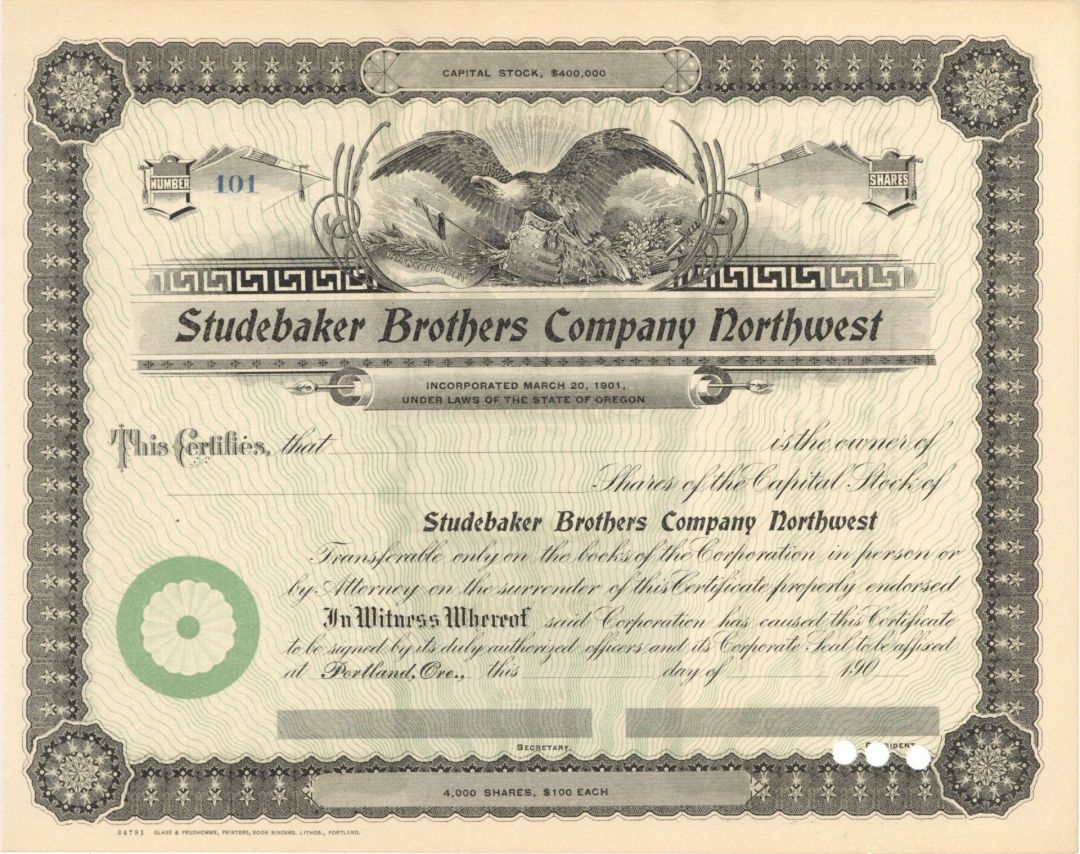 CAPITAL STOCK, $400,000
NUMBER 101 SHARES
Studebaker Brothers Company Northwest
INCORPORATED MARCH 20, 1901,
UNDER LAWS OF THE STATE OF OREGON
This Certifies, that is the owner of
Shares of the Capital Stock of
Studebaker Brothers Company Northwest
Transferable only on the books of the Corporation in person or
by Attorney on the surrender of this Certificate properly endorsed
In Witness Whereof said Corporation has caused this Certificate
to be signed by its duly authorized officers and its Corporate Seal to be affixed
at Portland, Ore., this day of 190
SECRETARY.
4,000 SHARES, $100 EACH
34791 GLASS & PRUDHOMME, PRINTERS, BOOK BINDERS, LITHOS., PORTLAND.